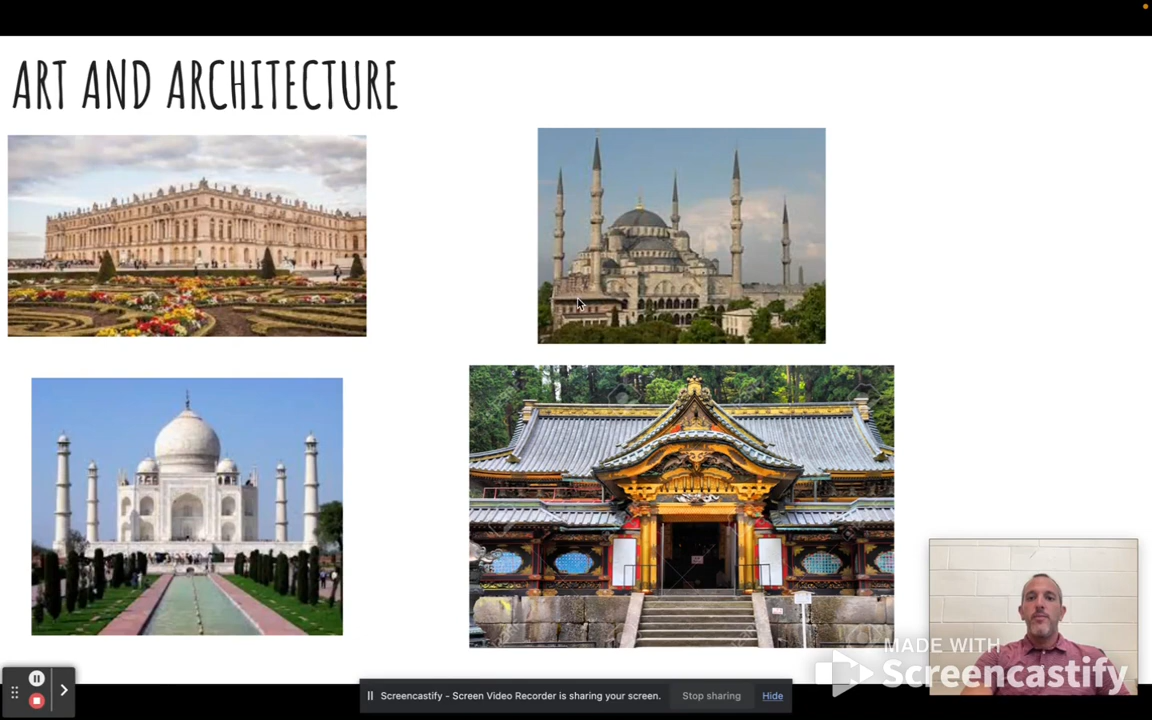 ART AND ARCHITECTURE
MADE WITH
Screencastify
Screencastify - Screen Video Recorder is sharing your screen.
Stop sharing
Hide